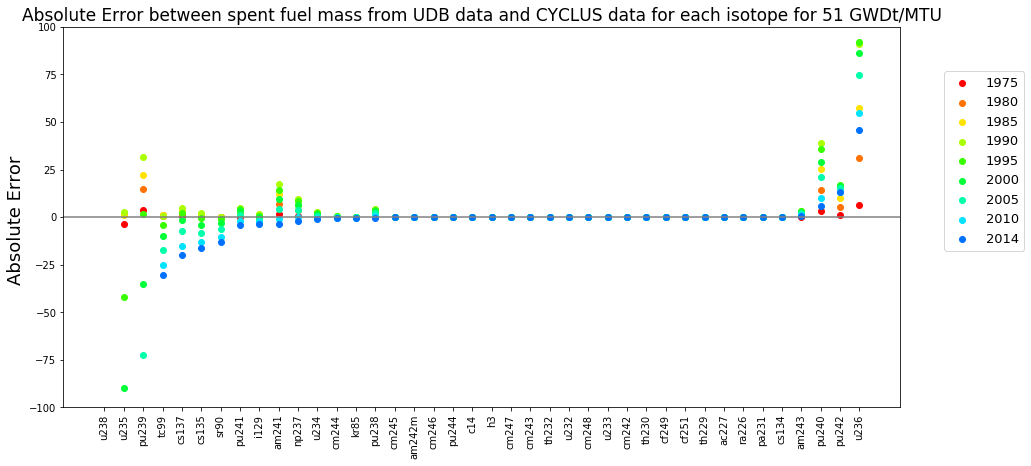 Absolute Error between spent fuel mass from UDB data and CYCLUS data for each isotope for 51 GWDt/MTU
100
75
50
25
0
−25
−50
−75
−100
Absolute Error
1975
1980
1985
1990
1995
2000
2005
2010
2014
u238
u235
pu239
tc99
cs137
cs135
sr90
pu241
i129
am241
np237
u234
cm244
kr85
pu238
cm245
am242m
cm246
pu244
c14
h3
cm247
cm243
th232
u232
cm248
u233
cm242
th230
cf249
cf251
th229
ac227
ra226
pa231
cs134
am243
pu240
pu242
u236